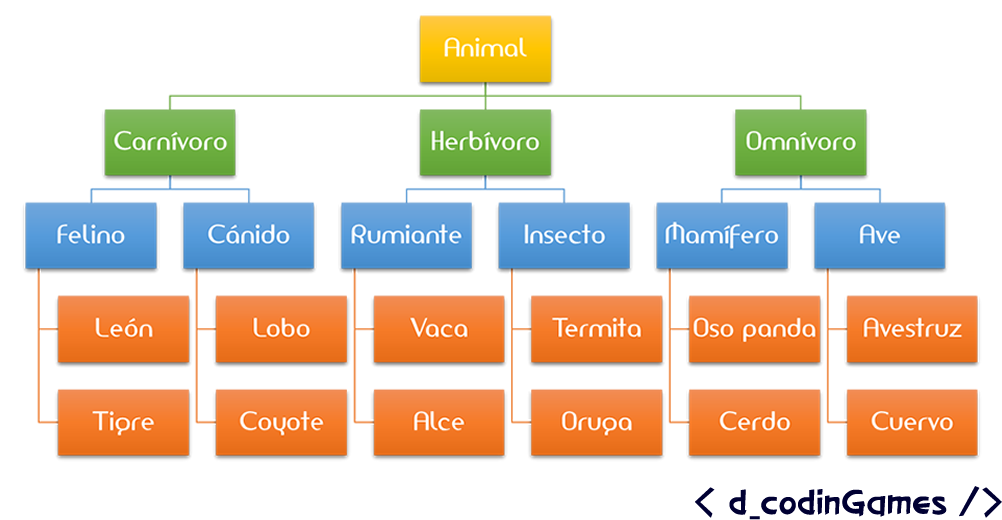 Animal
Carnívoro
Herbívoro
Omnívoro
Felino
Cánido
Rumiante
Insecto
Mamífero
Ave
León
Lobo
Vaca
Termita
Oso panda
Avestruz
Tigre
Coyote
Alce
Oruga
Cerdo
Cuervo
< d_codinGames />